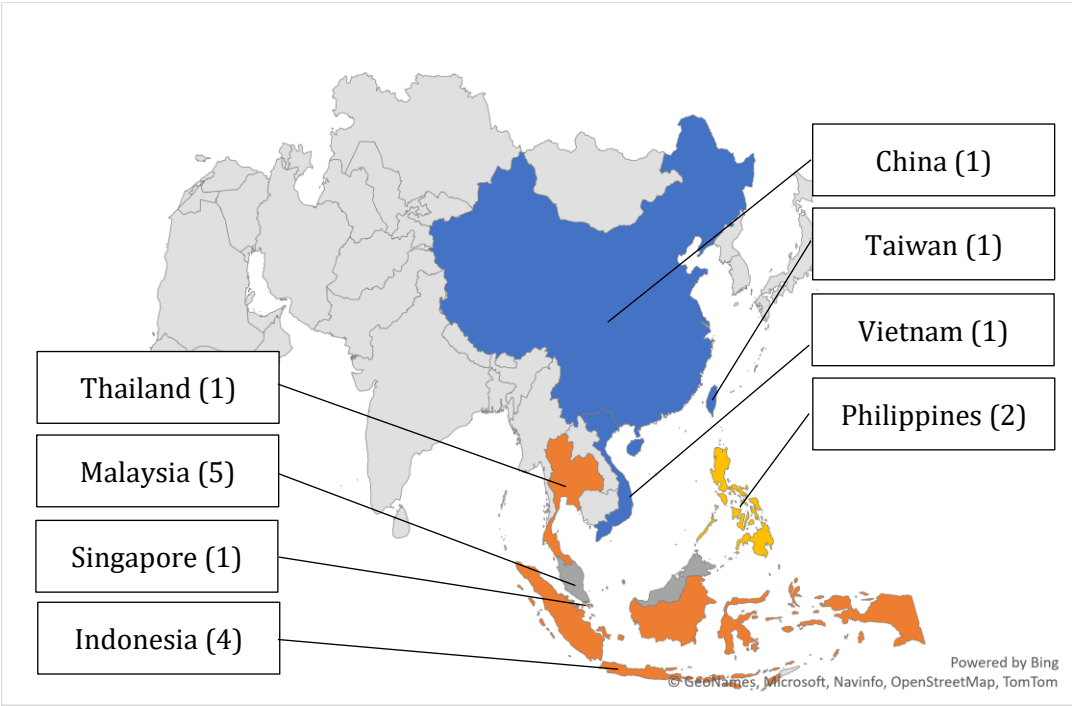 China (1)
Taiwan (1)
Vietnam (1)
Philippines (2)
Thailand (1)
Malaysia (5)
Singapore (1)
Indonesia (4)
Powered by Bing
© GeoNames, Microsoft, Navinfo, OpenStreetMap, TomTom